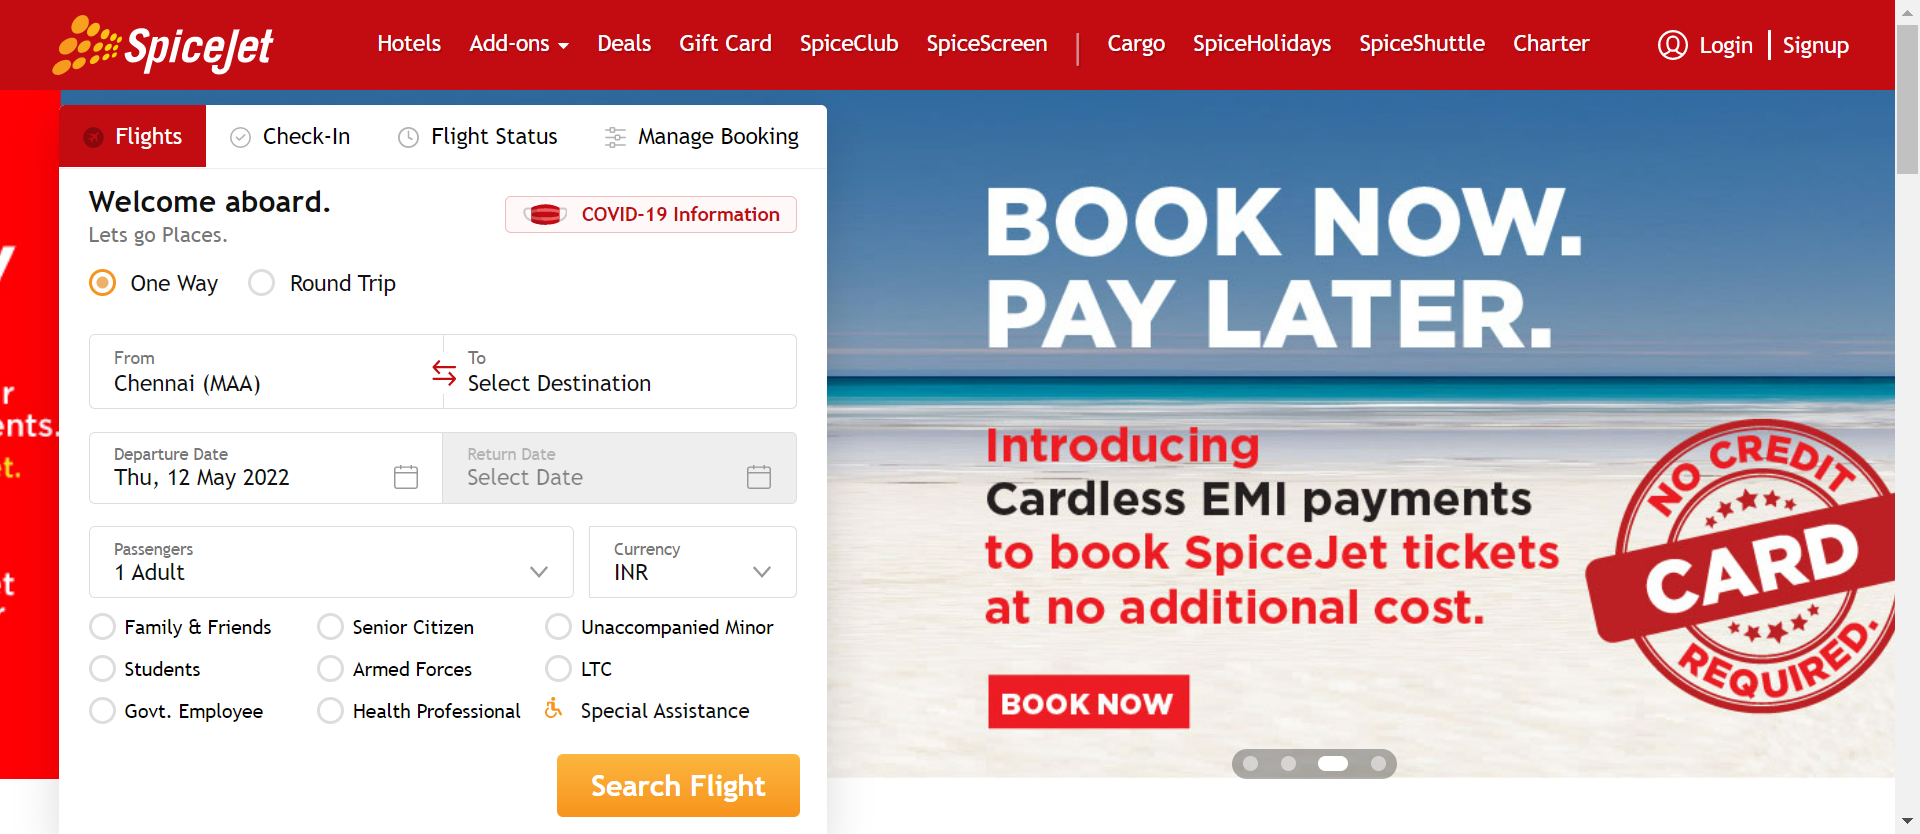 SpiceJet
Hotels Add-ons Deals Gift Card SpiceClub SpiceScreen | Cargo SpiceHolidays SpiceShuttle Charter Login | Signup
Flights Check-In Flight Status Manage Booking
Welcome aboard.
Lets go Places.
COVID-19 Information
One Way Round Trip
From
Chennai (MAA)
To
Select Destination
Departure Date
Thu, 12 May 2022
Return Date
Select Date
Passengers
1 Adult
Currency
INR
Family & Friends Senior Citizen Unaccompanied Minor
Students Armed Forces LTC
Govt. Employee Health Professional Special Assistance
Search Flight
BOOK NOW.
PAY LATER.
Introducing
Cardless EMI payments
to book SpiceJet tickets
at no additional cost.
BOOK NOW
NO CREDIT
CARD
REQUIRED.